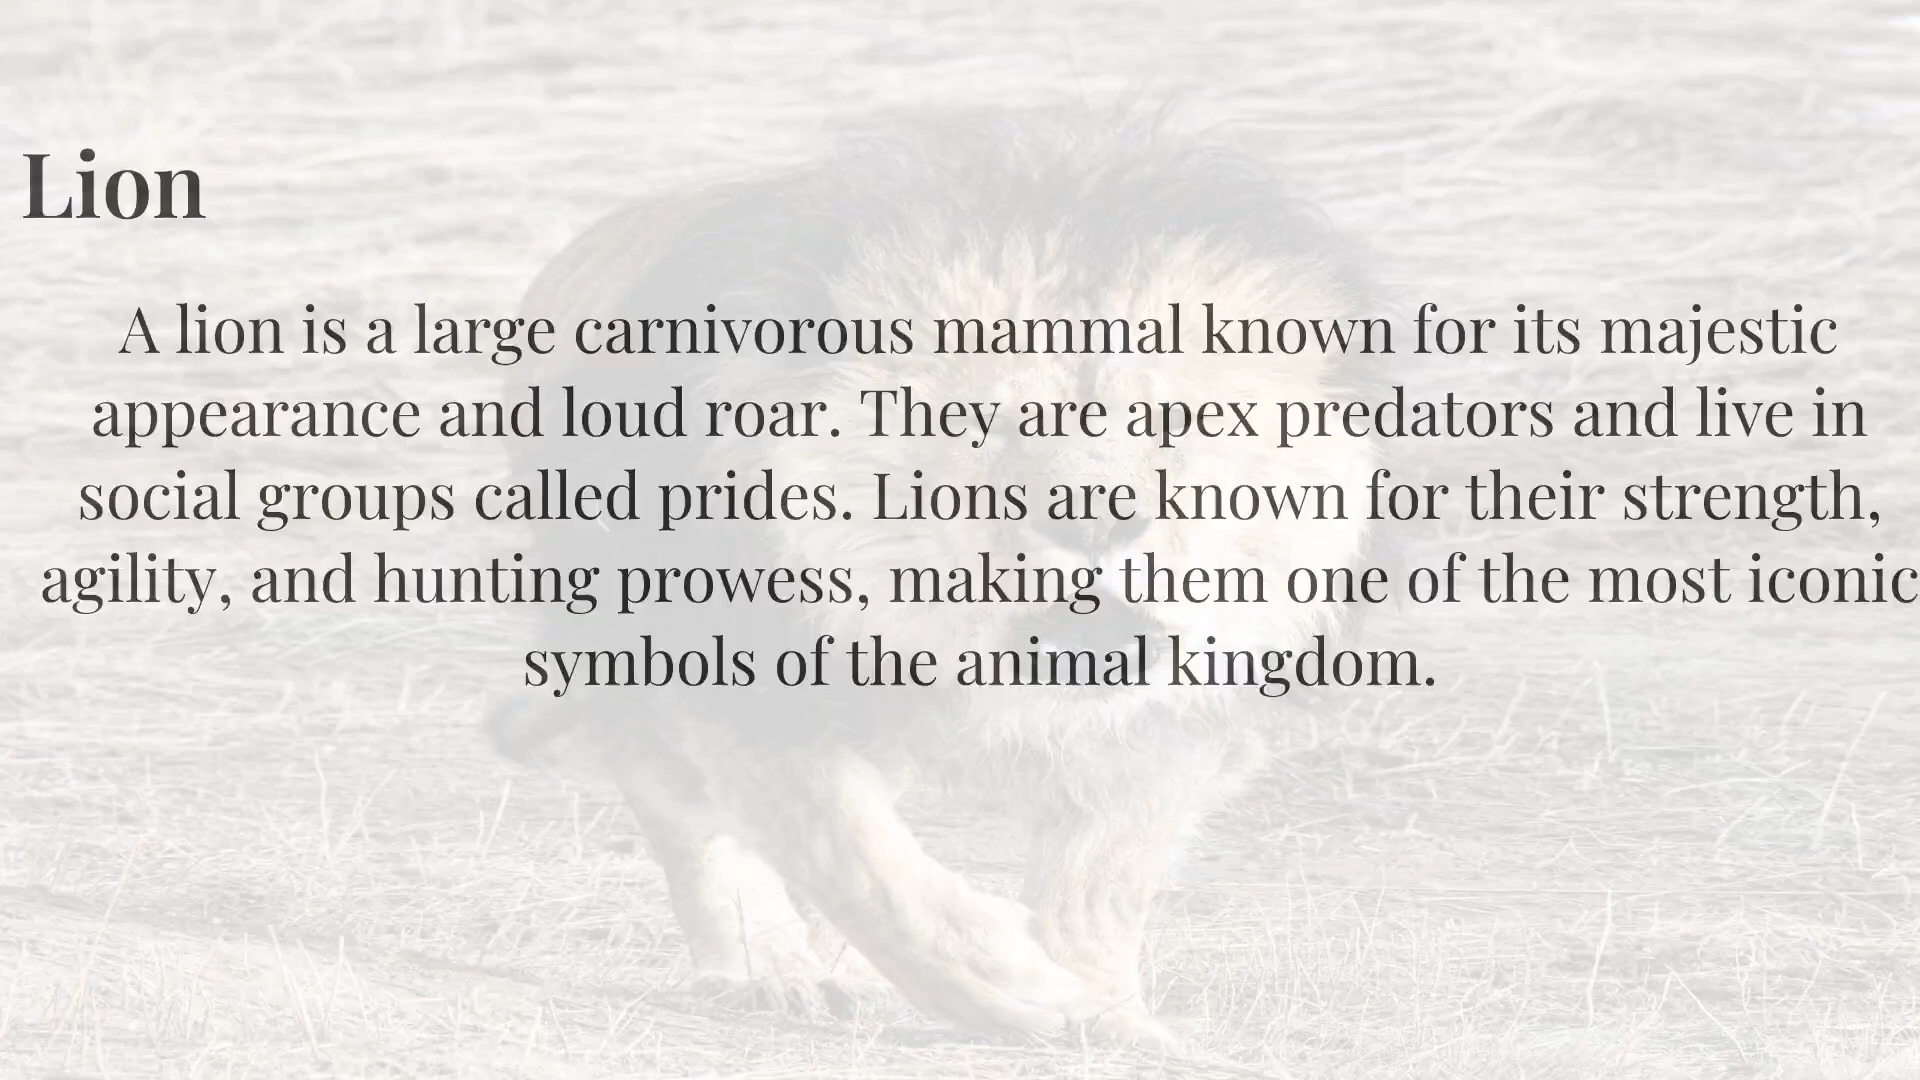 Lion
A lion is a large carnivorous mammal known for its majestic
appearance and loud roar. They are apex predators and live in
social groups called prides. Lions are known for their strength,
agility, and hunting prowess, making them one of the most iconic
symbols of the animal kingdom.